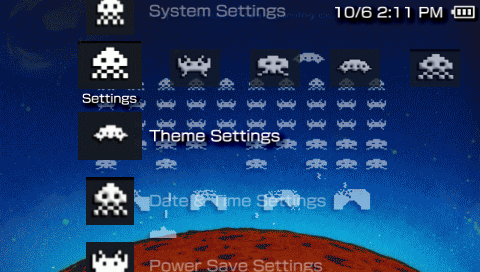 System Settings
10/6 2:11 PM
Settings
Theme Settings
Date & Time Settings
Power Save Settings